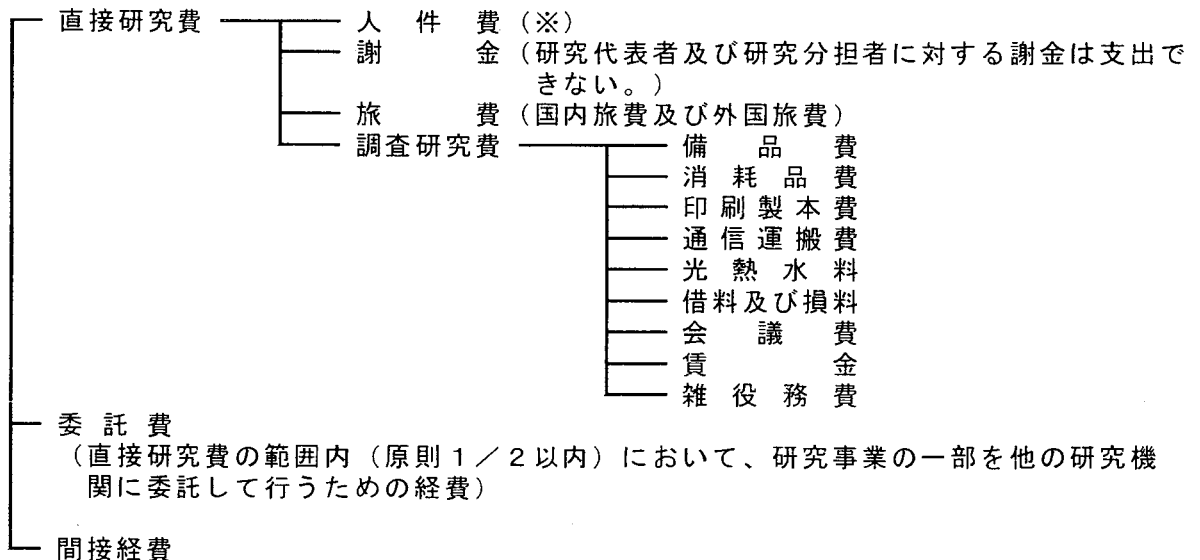 直接研究費 人件費(※)
謝金(研究代表者及び研究分担者に対する謝金は支出で
きない。)
旅費(国内旅費及び外国旅費)
調査研究費 備品費
消耗品費
印刷製本費
通信運搬費
光熱水料
借料及び損料
会議費
賃金
雑役務費
委託費
(直接研究費の範囲内(原則1/2以内)において、研究事業の一部を他の研究機
関に委託して行うための経費)
間接経費